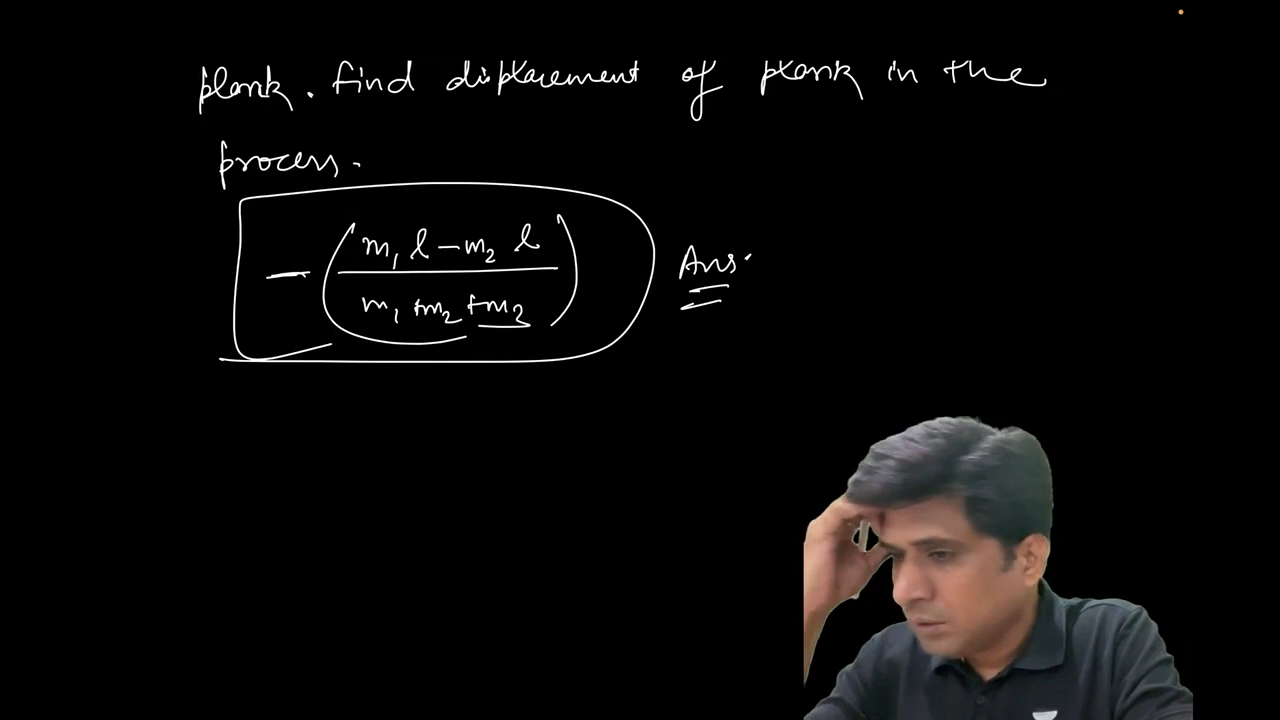 plank. find displacement of plank in the
process.
- (m₁ l - m₂ l / m₁ + m₂ + m₃) Ans.